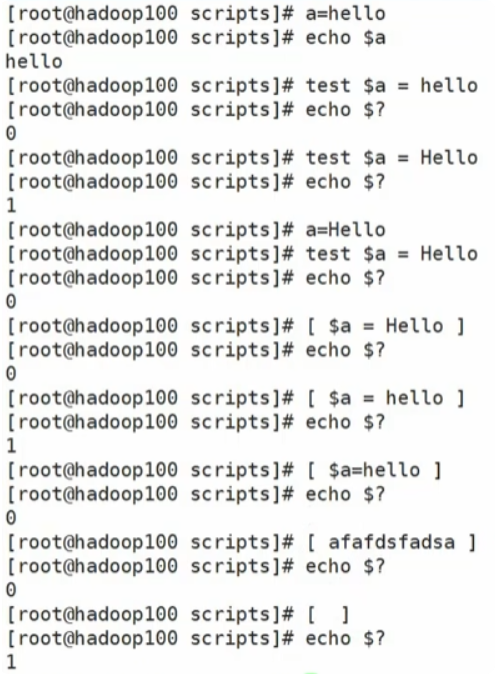 [root@hadoop100 scripts]# a=hello
[root@hadoop100 scripts]# echo $a
hello
[root@hadoop100 scripts]# test $a = hello
[root@hadoop100 scripts]# echo $?
0
[root@hadoop100 scripts]# test $a = Hello
[root@hadoop100 scripts]# echo $?
1
[root@hadoop100 scripts]# a=Hello
[root@hadoop100 scripts]# test $a = Hello
[root@hadoop100 scripts]# echo $?
0
[root@hadoop100 scripts]# [ $a = Hello ]
[root@hadoop100 scripts]# echo $?
0
[root@hadoop100 scripts]# [ $a = hello ]
[root@hadoop100 scripts]# echo $?
1
[root@hadoop100 scripts]# [ $a=hello ]
[root@hadoop100 scripts]# echo $?
0
[root@hadoop100 scripts]# [ afafdsfadsa ]
[root@hadoop100 scripts]# echo $?
0
[root@hadoop100 scripts]# [  ]
[root@hadoop100 scripts]# echo $?
1